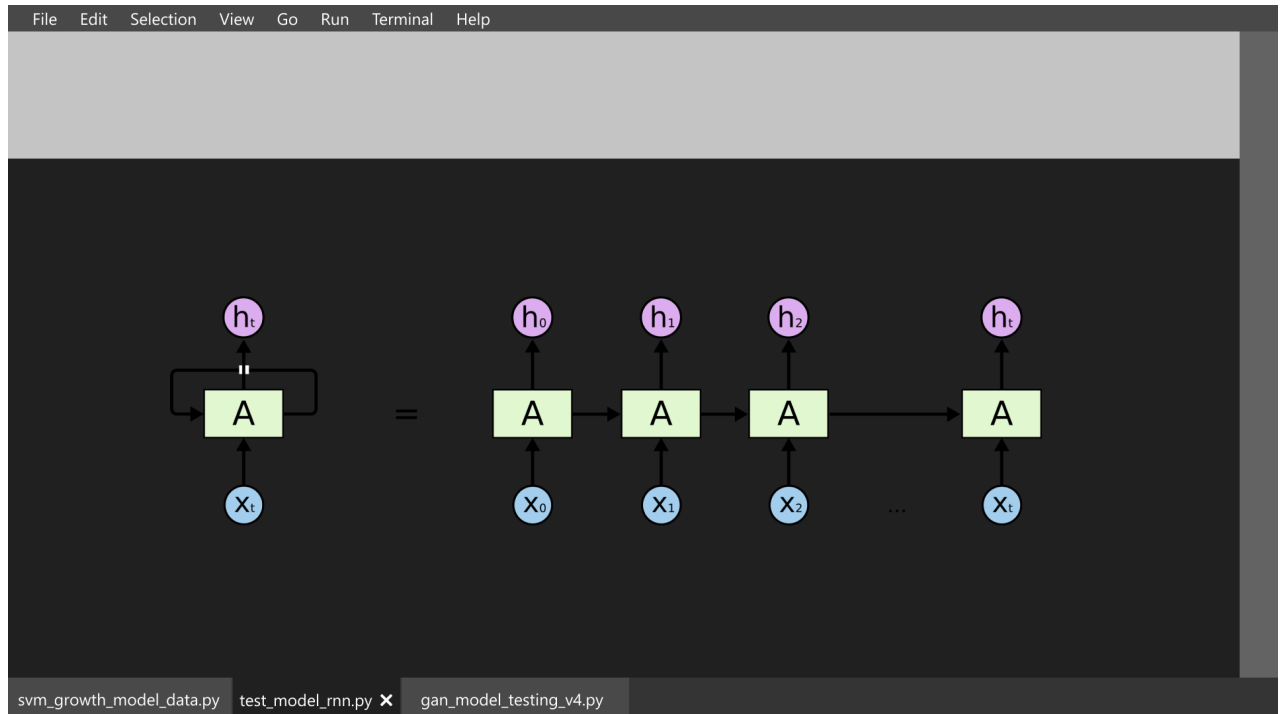 File Edit Selection View Go Run Terminal Help
ht h0 h1 h2 ht
A = A A A A
xt x0 x1 x2 ... xt
svm_growth_model_data.py test_model_rnn.py × gan_model_testing_v4.py